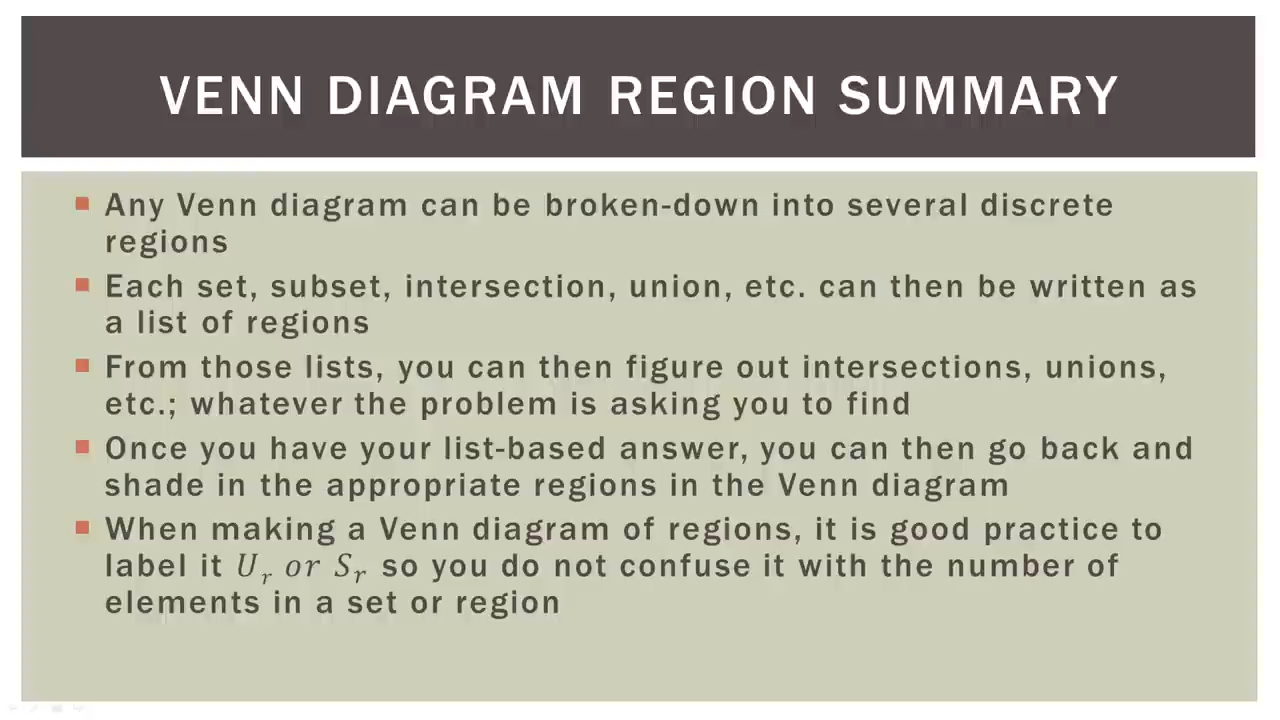 VENN DIAGRAM REGION SUMMARY
Any Venn diagram can be broken-down into several discrete
regions
Each set, subset, intersection, union, etc. can then be written as
a list of regions
From those lists, you can then figure out intersections, unions,
etc.; whatever the problem is asking you to find
Once you have your list-based answer, you can then go back and
shade in the appropriate regions in the Venn diagram
When making a Venn diagram of regions, it is good practice to
label it Uᵣ or Sᵣ so you do not confuse it with the number of
elements in a set or region